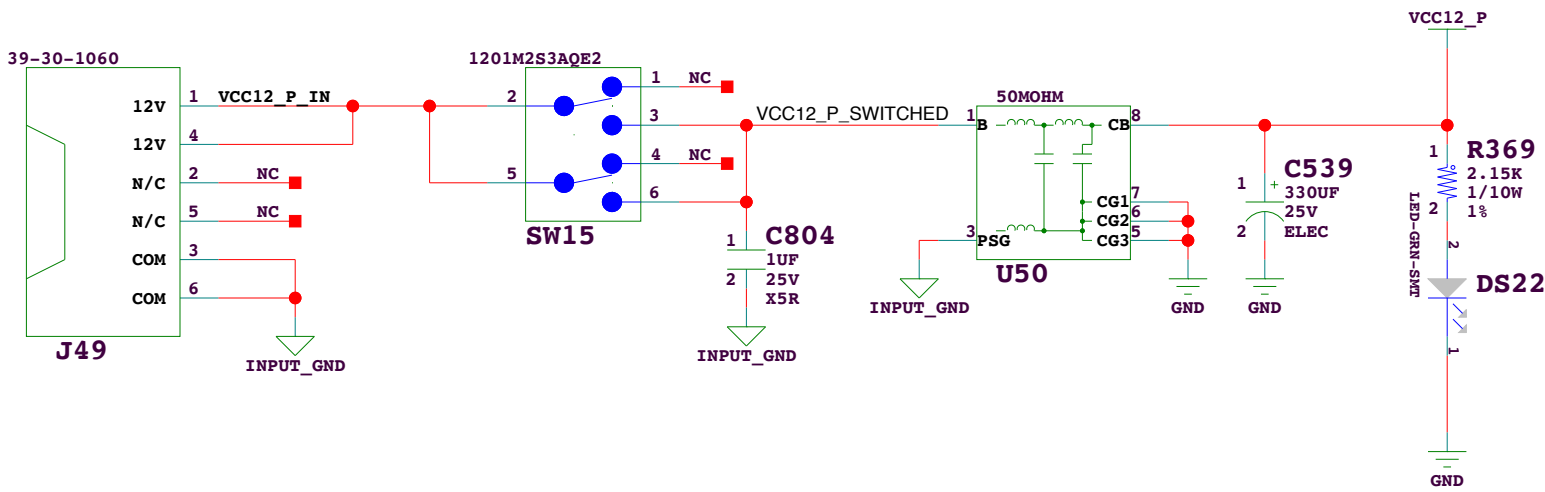 VCC12_P
39-30-1060
1201M2S3AQE2
1 NC
12V 1 VCC12_P_IN
2
50MOHM
3 VCC12_P_SWITCHED 1 B CB 8
12V 4
4 NC
N/C 2 NC
5
N/C 5 NC
6
SW15
COM 3
COM 6
J49
INPUT_GND
C804
1 1UF
2 25V
X5R
INPUT_GND
CG1 7
CG2 6
3 PSG CG3 5
U50
INPUT_GND
GND
C539
1 + 330UF
25V
2 ELEC
GND
R369
1 2.15K
1/10W
2 1%
LED-GRN-SMT
2
DS22
1
GND